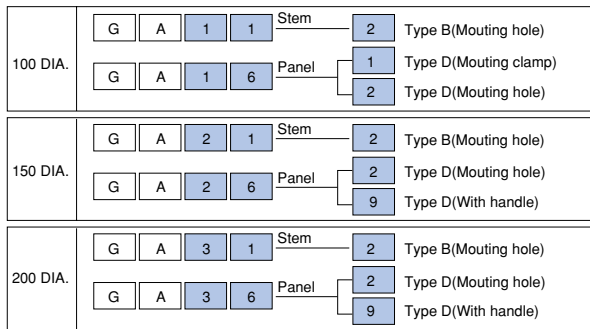 G A 1 1 Stem 2 Type B(Mouting hole)
100 DIA.
G A 1 6 Panel 1 Type D(Mouting clamp)
2 Type D(Mouting hole)
G A 2 1 Stem 2 Type B(Mouting hole)
150 DIA.
G A 2 6 Panel 2 Type D(Mouting hole)
9 Type D(With handle)
G A 3 1 Stem 2 Type B(Mouting hole)
200 DIA.
G A 3 6 Panel 2 Type D(Mouting hole)
9 Type D(With handle)